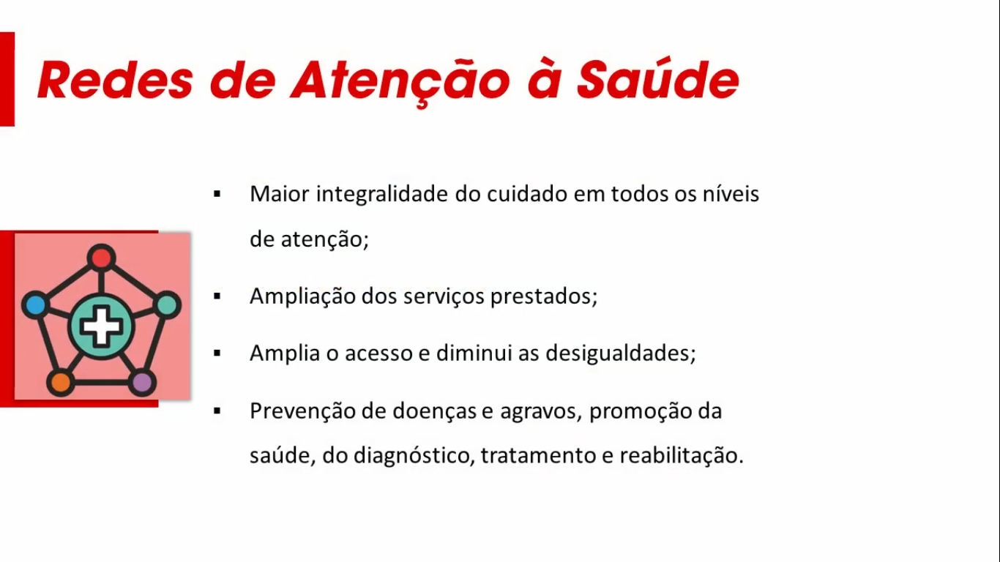 Redes de Atenção à Saúde
▪ Maior integralidade do cuidado em todos os níveis
de atenção;
▪ Ampliação dos serviços prestados;
▪ Amplia o acesso e diminui as desigualdades;
▪ Prevenção de doenças e agravos, promoção da
saúde, do diagnóstico, tratamento e reabilitação.